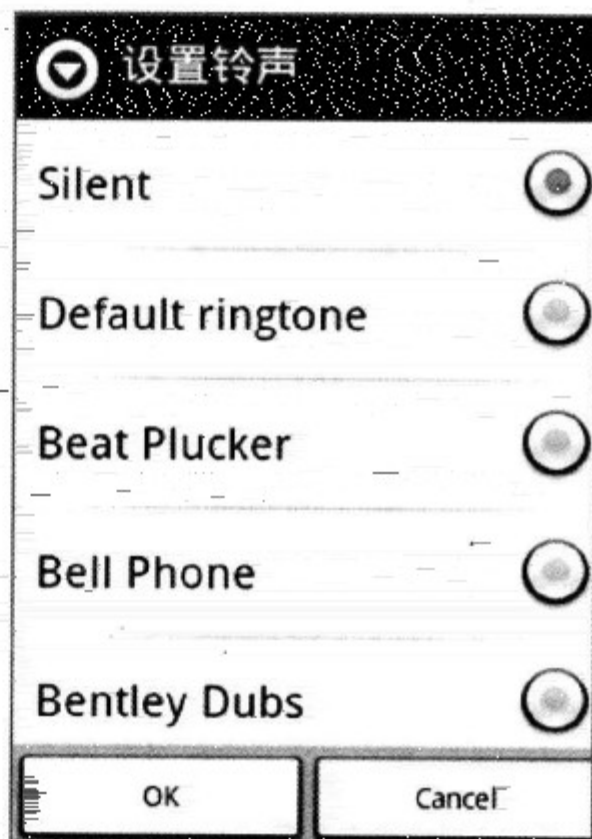 设置铃声
Silent
Default ringtone
Beat Plucker
Bell Phone
Bentley Dubs
OK
Cancel